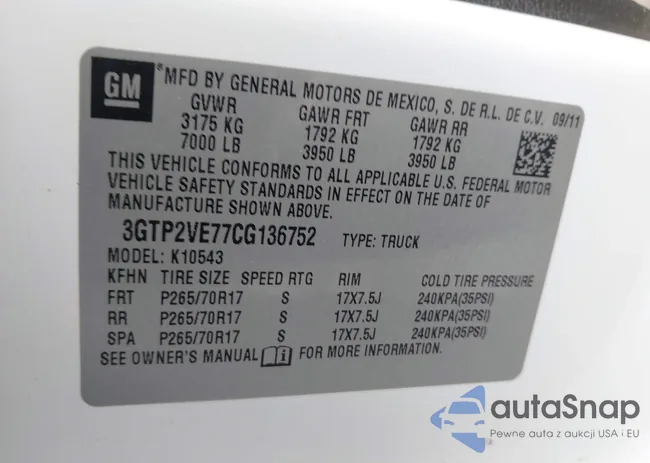 GM
MFD BY GENERAL MOTORS DE MEXICO, S. DE R.L. DE C.V. 09/11
GVWR GAWR FRT GAWR RR
3175 KG 1792 KG 1792 KG
7000 LB 3950 LB 3950 LB
THIS VEHICLE CONFORMS TO ALL APPLICABLE U.S. FEDERAL MOTOR
VEHICLE SAFETY STANDARDS IN EFFECT ON THE DATE OF
MANUFACTURE SHOWN ABOVE.
3GTP2VE77CG136752 TYPE: TRUCK
MODEL: K10543
KFHN TIRE SIZE SPEED RTG RIM COLD TIRE PRESSURE
FRT P265/70R17 S 17X7.5J 240KPA(35PSI)
RR P265/70R17 S 17X7.5J 240KPA(35PSI)
SPA P265/70R17 S 17X7.5J 240KPA(35PSI)
SEE OWNER'S MANUAL i FOR MORE INFORMATION.
autaSnap
Pewne auta z aukcji USA i EU